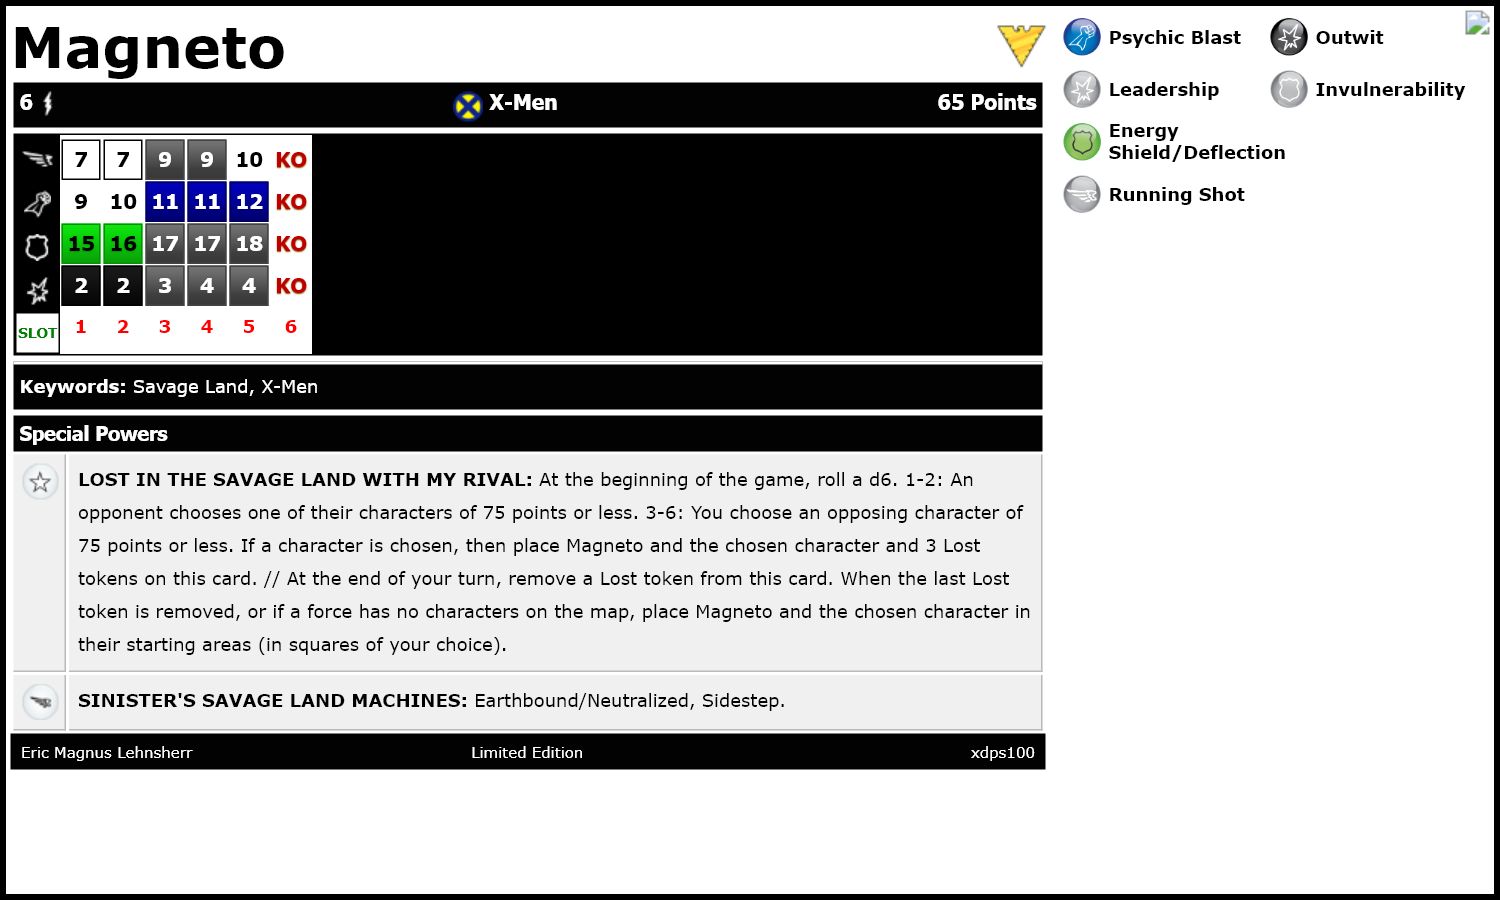 Magneto
6 X-Men 65 Points
7 7 9 9 10 KO
9 10 11 11 12 KO
15 16 17 17 18 KO
2 2 3 4 4 KO
SLOT 1 2 3 4 5 6
Keywords: Savage Land, X-Men
Special Powers
LOST IN THE SAVAGE LAND WITH MY RIVAL: At the beginning of the game, roll a d6. 1-2: An
opponent chooses one of their characters of 75 points or less. 3-6: You choose an opposing character of
75 points or less. If a character is chosen, then place Magneto and the chosen character and 3 Lost
tokens on this card. // At the end of your turn, remove a Lost token from this card. When the last Lost
token is removed, or if a force has no characters on the map, place Magneto and the chosen character in
their starting areas (in squares of your choice).
SINISTER'S SAVAGE LAND MACHINES: Earthbound/Neutralized, Sidestep.
Eric Magnus Lehnsherr Limited Edition xdps100
Psychic Blast Outwit
Leadership Invulnerability
Energy
Shield/Deflection
Running Shot